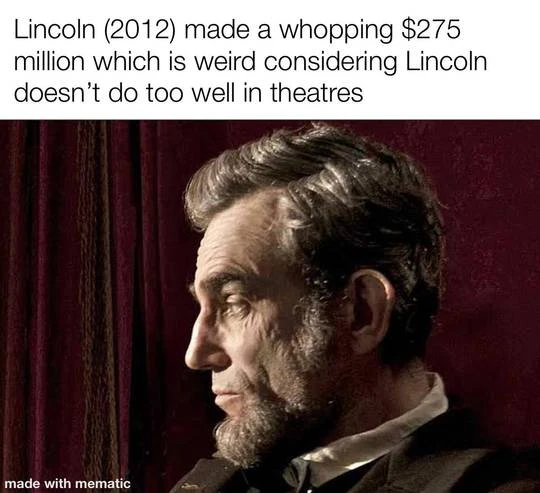 Lincoln (2012) made a whopping $275
million which is weird considering Lincoln
doesn’t do too well in theatres
made with mematic